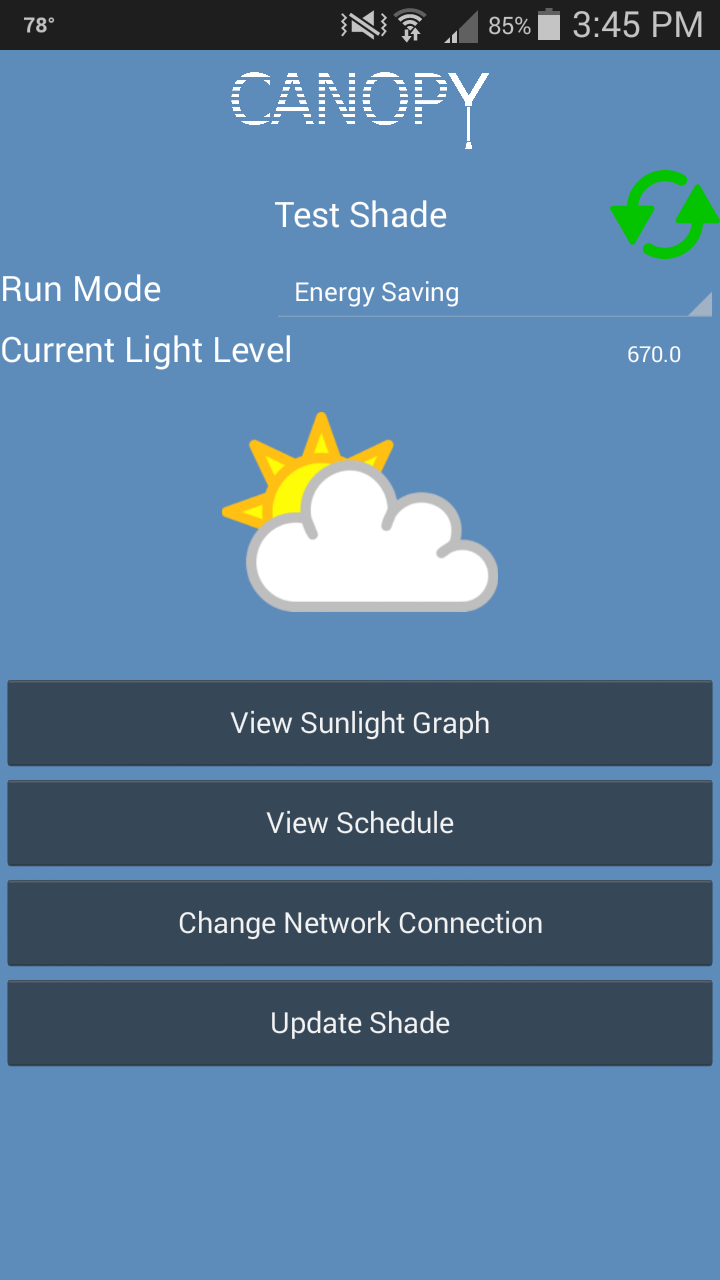 78° 85% 3:45 PM
CANOPY
Test Shade
Run Mode Energy Saving
Current Light Level 670.0
View Sunlight Graph
View Schedule
Change Network Connection
Update Shade